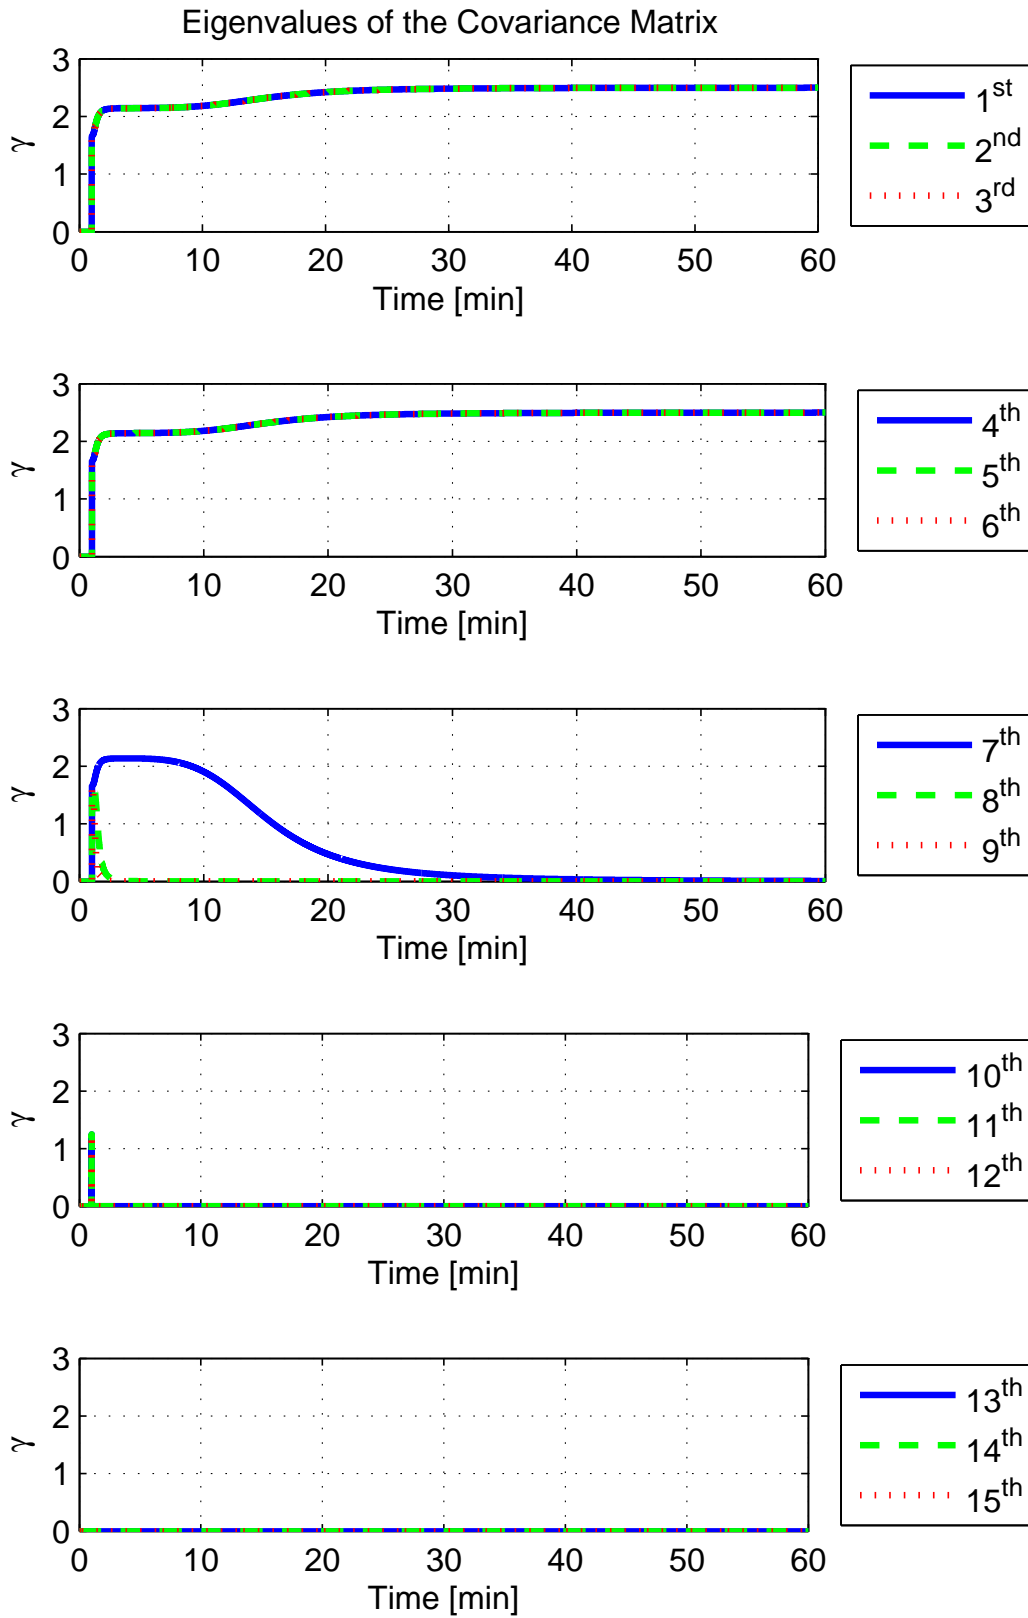 Eigenvalues of the Covariance Matrix
3
2
1
0
γ
0 10 20 30 40 50 60
Time [min]
1st
2nd
3rd
3
2
1
0
γ
0 10 20 30 40 50 60
Time [min]
4th
5th
6th
3
2
1
0
γ
0 10 20 30 40 50 60
Time [min]
7th
8th
9th
3
2
1
0
γ
0 10 20 30 40 50 60
Time [min]
10th
11th
12th
3
2
1
0
γ
0 10 20 30 40 50 60
Time [min]
13th
14th
15th